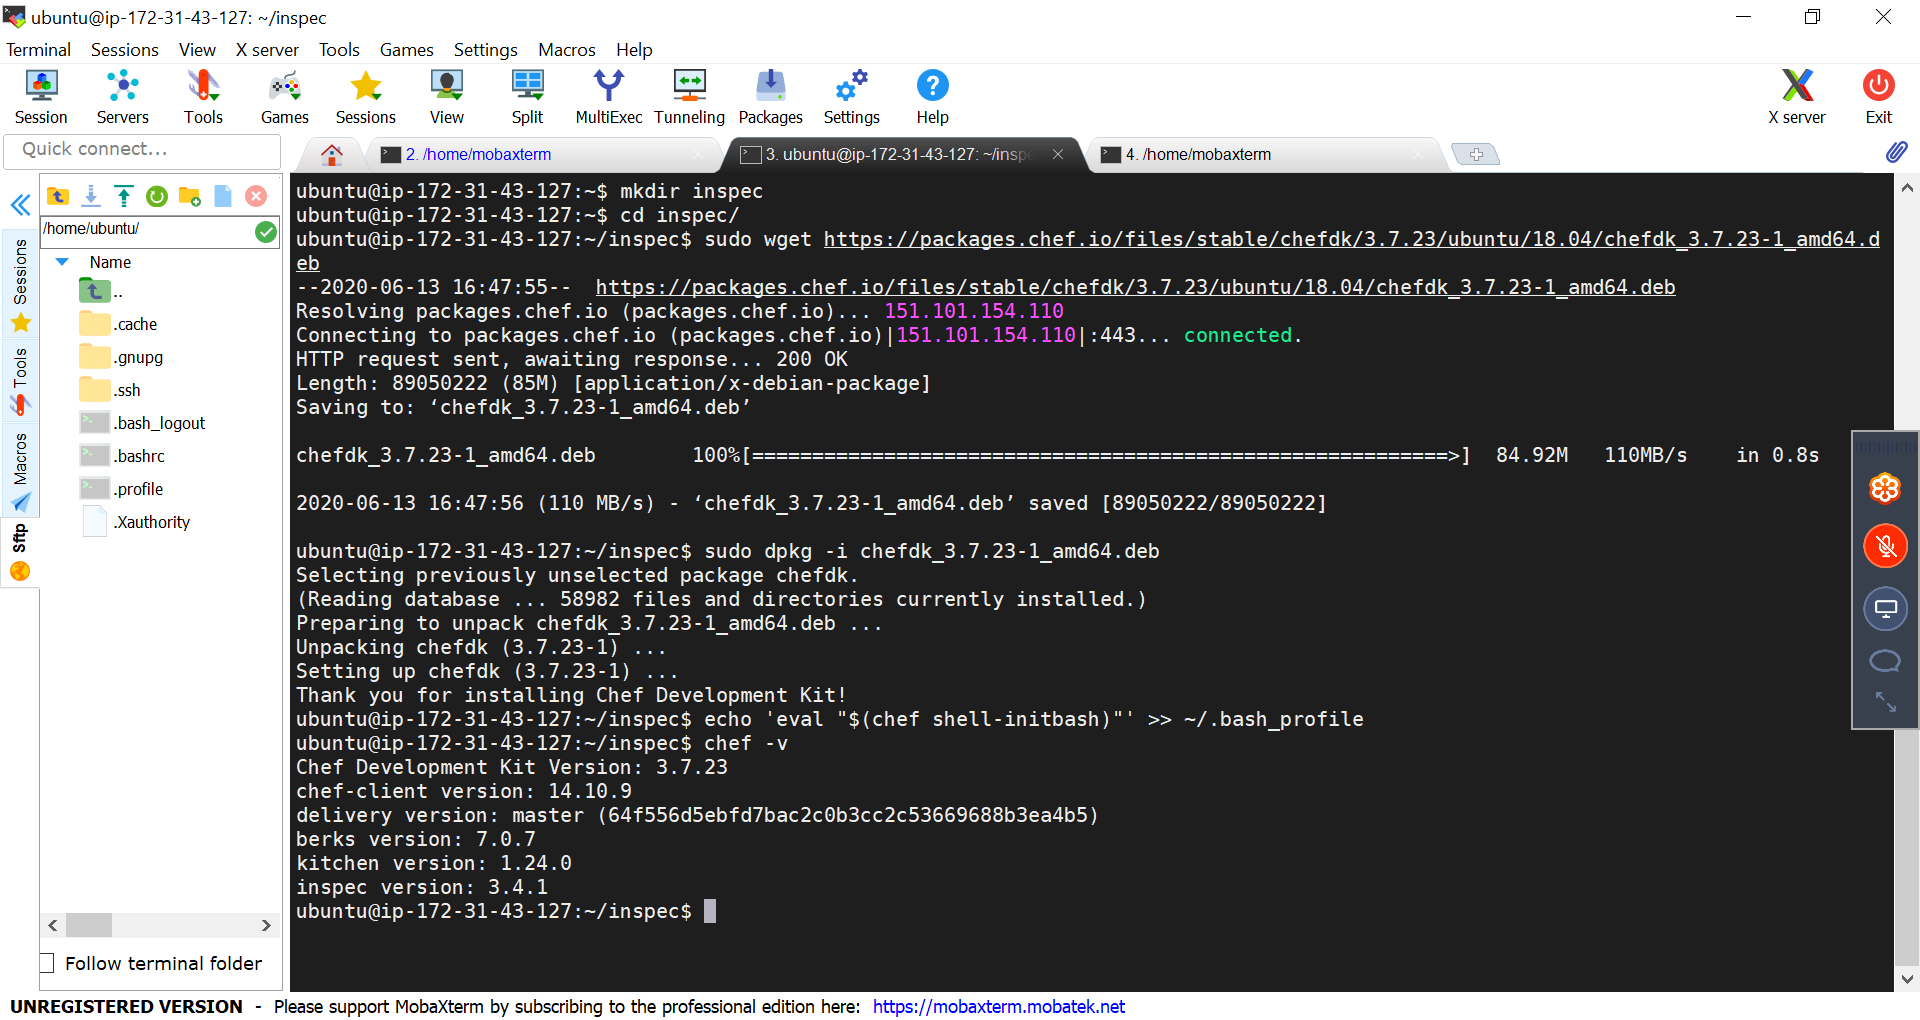 ubuntu@ip-172-31-43-127: ~/inspec
Terminal Sessions View X server Tools Games Settings Macros Help
Session Servers Tools Games Sessions View Split MultiExec Tunneling Packages Settings Help X server Exit
Quick connect...
2. /home/mobaxterm
3. ubuntu@ip-172-31-43-127: ~/inspe
4. /home/mobaxterm
Sessions
Tools
Macros
Sftp
/home/ubuntu/
Name
..
.cache
.gnupg
.ssh
.bash_logout
.bashrc
.profile
.Xauthority
Follow terminal folder
ubuntu@ip-172-31-43-127:~$ mkdir inspec
ubuntu@ip-172-31-43-127:~$ cd inspec/
ubuntu@ip-172-31-43-127:~/inspec$ sudo wget https://packages.chef.io/files/stable/chefdk/3.7.23/ubuntu/18.04/chefdk_3.7.23-1_amd64.d
eb
--2020-06-13 16:47:55--  https://packages.chef.io/files/stable/chefdk/3.7.23/ubuntu/18.04/chefdk_3.7.23-1_amd64.deb
Resolving packages.chef.io (packages.chef.io)... 151.101.154.110
Connecting to packages.chef.io (packages.chef.io)|151.101.154.110|:443... connected.
HTTP request sent, awaiting response... 200 OK
Length: 89050222 (85M) [application/x-debian-package]
Saving to: ‘chefdk_3.7.23-1_amd64.deb’
chefdk_3.7.23-1_amd64.deb        100%[==========================================================>]  84.92M   110MB/s    in 0.8s
2020-06-13 16:47:56 (110 MB/s) - ‘chefdk_3.7.23-1_amd64.deb’ saved [89050222/89050222]
ubuntu@ip-172-31-43-127:~/inspec$ sudo dpkg -i chefdk_3.7.23-1_amd64.deb
Selecting previously unselected package chefdk.
(Reading database ... 58982 files and directories currently installed.)
Preparing to unpack chefdk_3.7.23-1_amd64.deb ...
Unpacking chefdk (3.7.23-1) ...
Setting up chefdk (3.7.23-1) ...
Thank you for installing Chef Development Kit!
ubuntu@ip-172-31-43-127:~/inspec$ echo 'eval "$(chef shell-initbash)"' >> ~/.bash_profile
ubuntu@ip-172-31-43-127:~/inspec$ chef -v
Chef Development Kit Version: 3.7.23
chef-client version: 14.10.9
delivery version: master (64f556d5ebfd7bac2c0b3cc2c53669688b3ea4b5)
berks version: 7.0.7
kitchen version: 1.24.0
inspec version: 3.4.1
ubuntu@ip-172-31-43-127:~/inspec$
UNREGISTERED VERSION - Please support MobaXterm by subscribing to the professional edition here: https://mobaxterm.mobatek.net